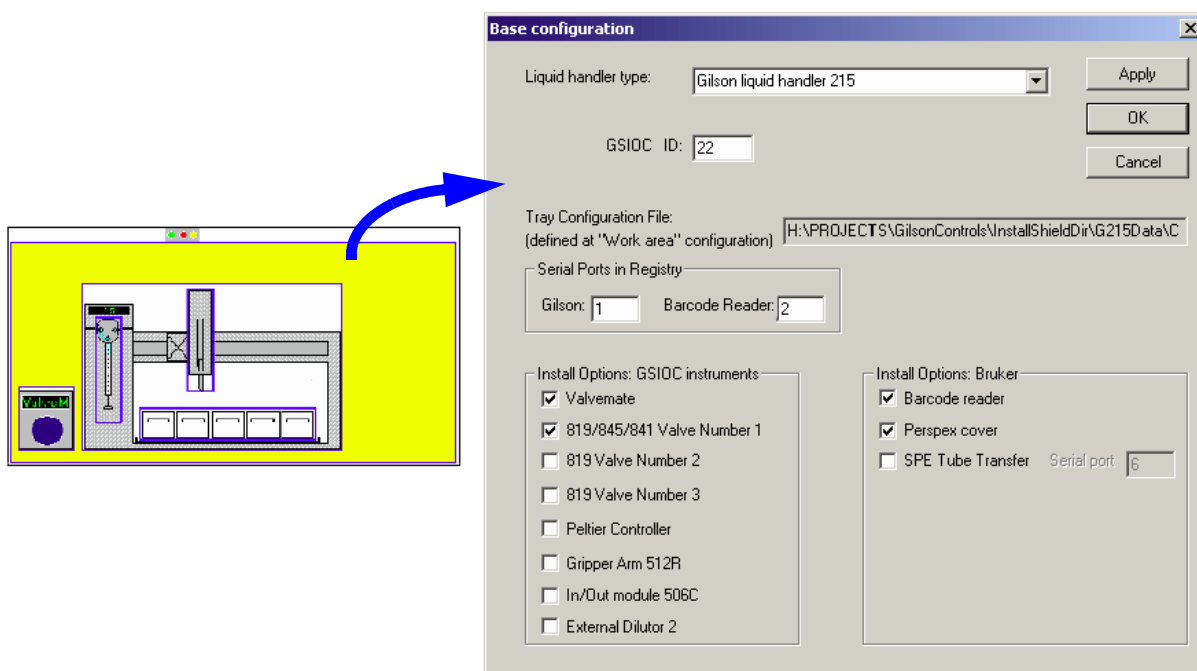 Base configuration
Liquid handler type: Gilson liquid handler 215
Apply
OK
GSIOC ID: 22
Cancel
Tray Configuration File:
(defined at "Work area" configuration) H:\PROJECTS\GilsonControls\InstallShieldDir\G215Data\C
Serial Ports in Registry
Gilson: 1 Barcode Reader: 2
Install Options: GSIOC instruments
Valvemate
819/845/841 Valve Number 1
819 Valve Number 2
819 Valve Number 3
Peltier Controller
Gripper Arm 512R
In/Out module 506C
External Dilutor 2
Install Options: Bruker
Barcode reader
Perspex cover
SPE Tube Transfer Serial port 6
ValveM